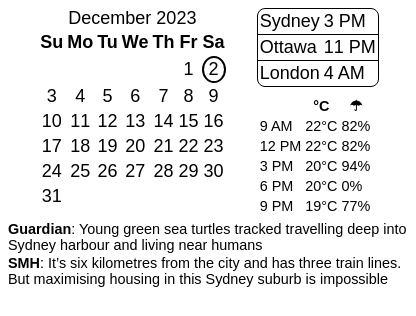 December 2023
Su Mo Tu We Th Fr Sa
1 2
3 4 5 6 7 8 9
10 11 12 13 14 15 16
17 18 19 20 21 22 23
24 25 26 27 28 29 30
31
Sydney 3 PM
Ottawa 11 PM
London 4 AM
°C ☂
9 AM 22°C 82%
12 PM 22°C 82%
3 PM 20°C 94%
6 PM 20°C 0%
9 PM 19°C 77%
Guardian: Young green sea turtles tracked travelling deep into
Sydney harbour and living near humans
SMH: It’s six kilometres from the city and has three train lines.
But maximising housing in this Sydney suburb is impossible